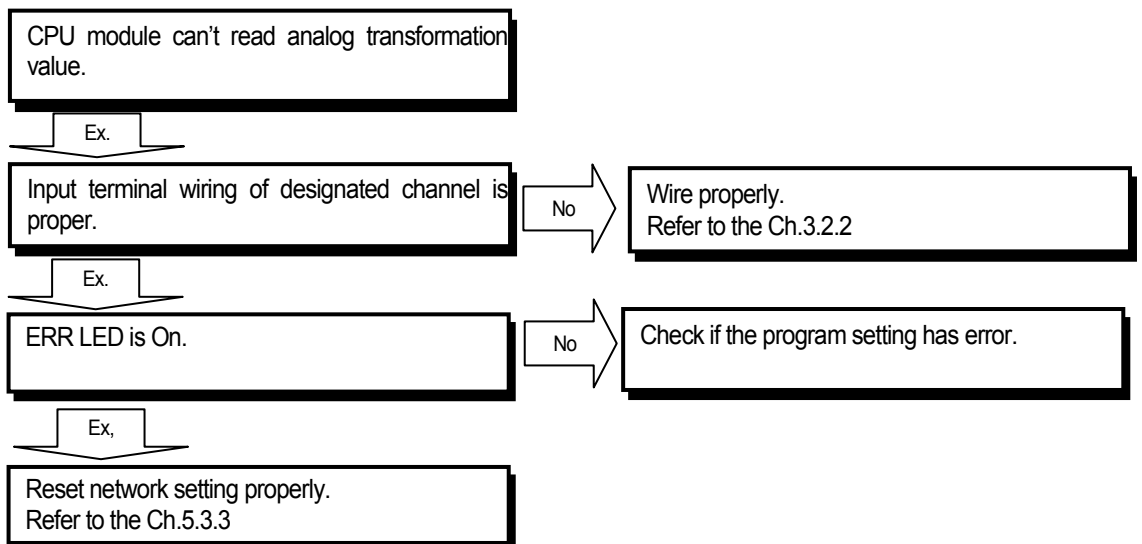 CPU module can't read analog transformation
value.
Ex.
Input terminal wiring of designated channel is
proper.
No
Wire properly.
Refer to the Ch.3.2.2
Ex.
ERR LED is On.
No
Check if the program setting has error.
Ex,
Reset network setting properly.
Refer to the Ch.5.3.3